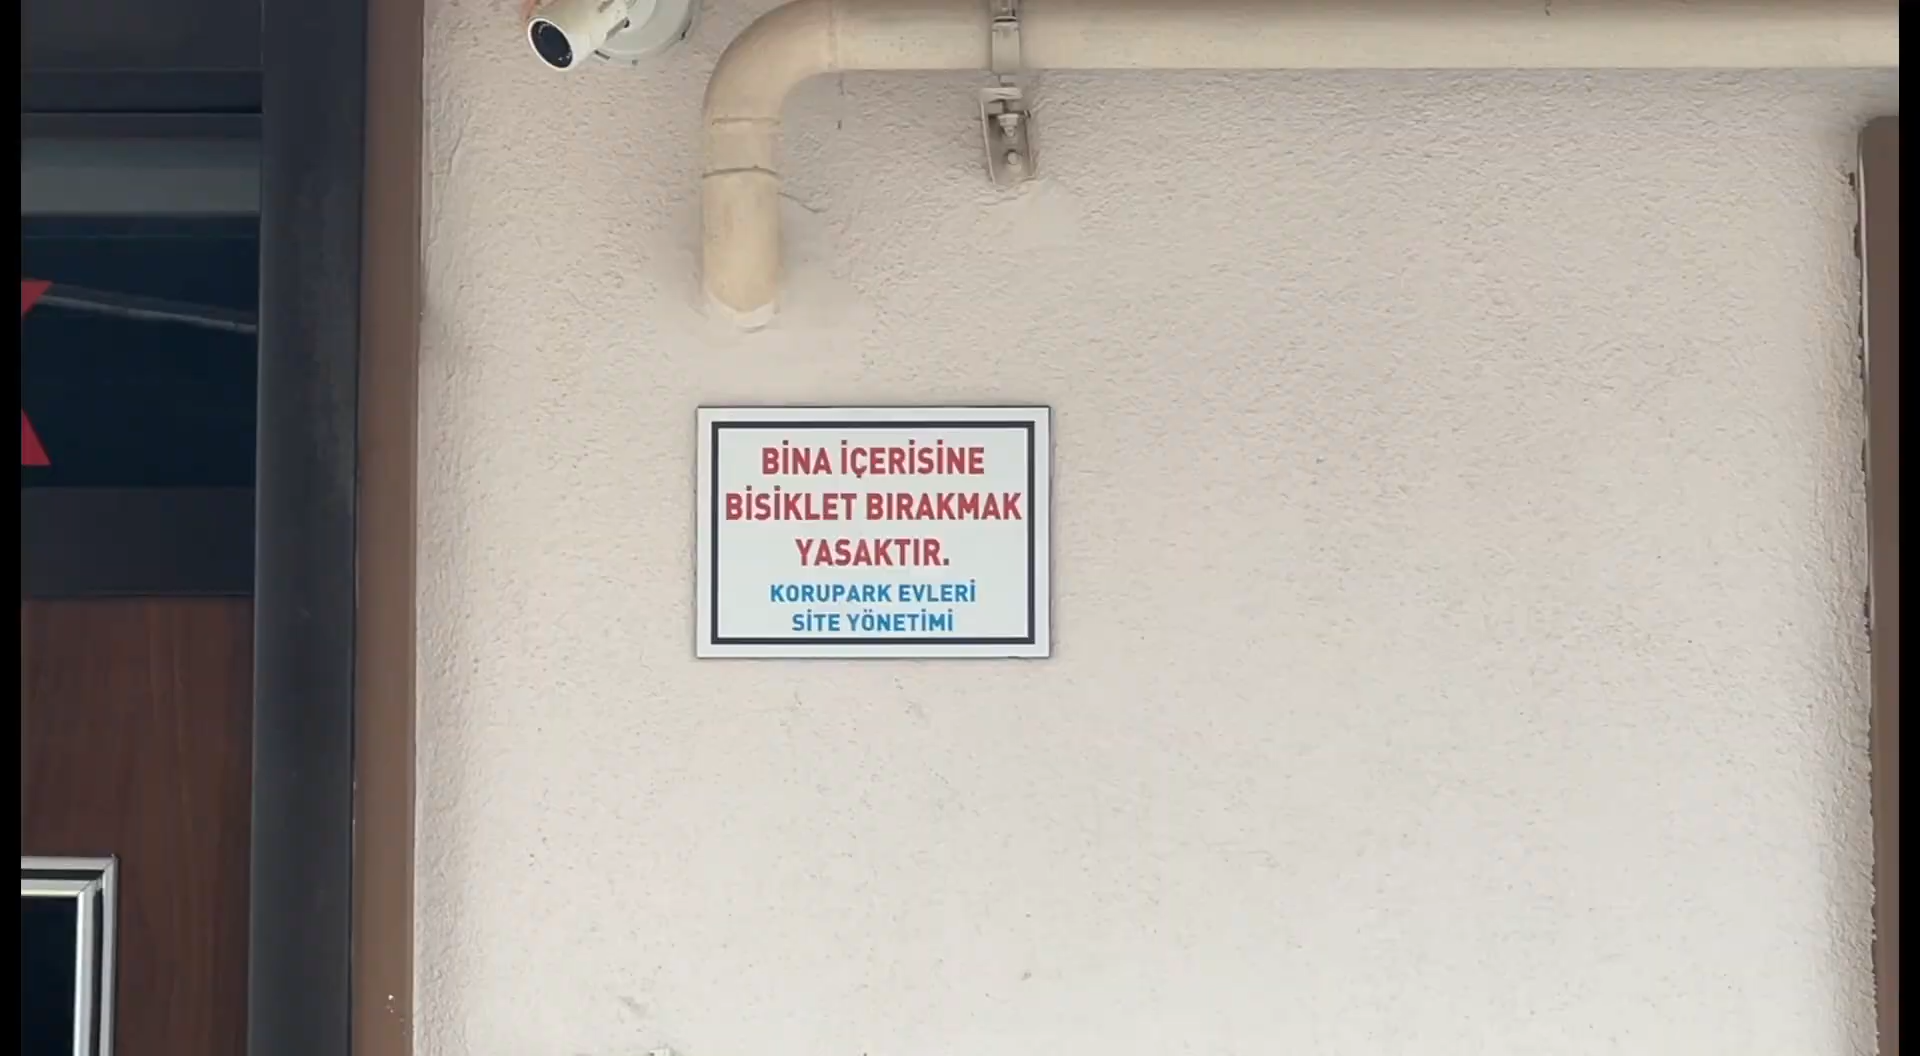 BİNA İÇERİSİNE
BİSİKLET BIRAKMAK
YASAKTIR.
KORUPARK EVLERİ
SİTE YÖNETİMİ